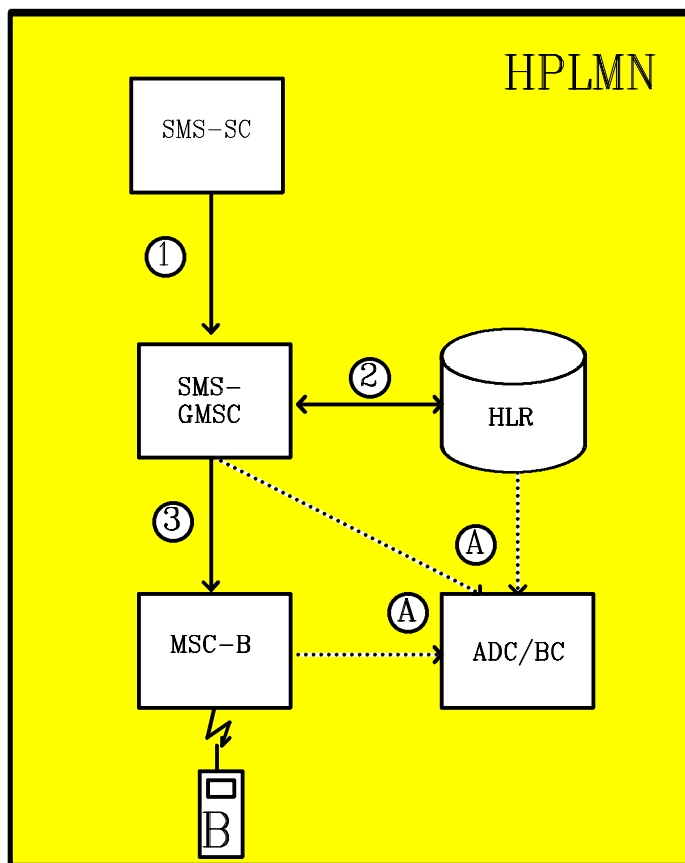 HPLMN
SMS-SC
1
SMS-
GMSC
2
HLR
3
A
A
MSC-B
ADC/BC
B